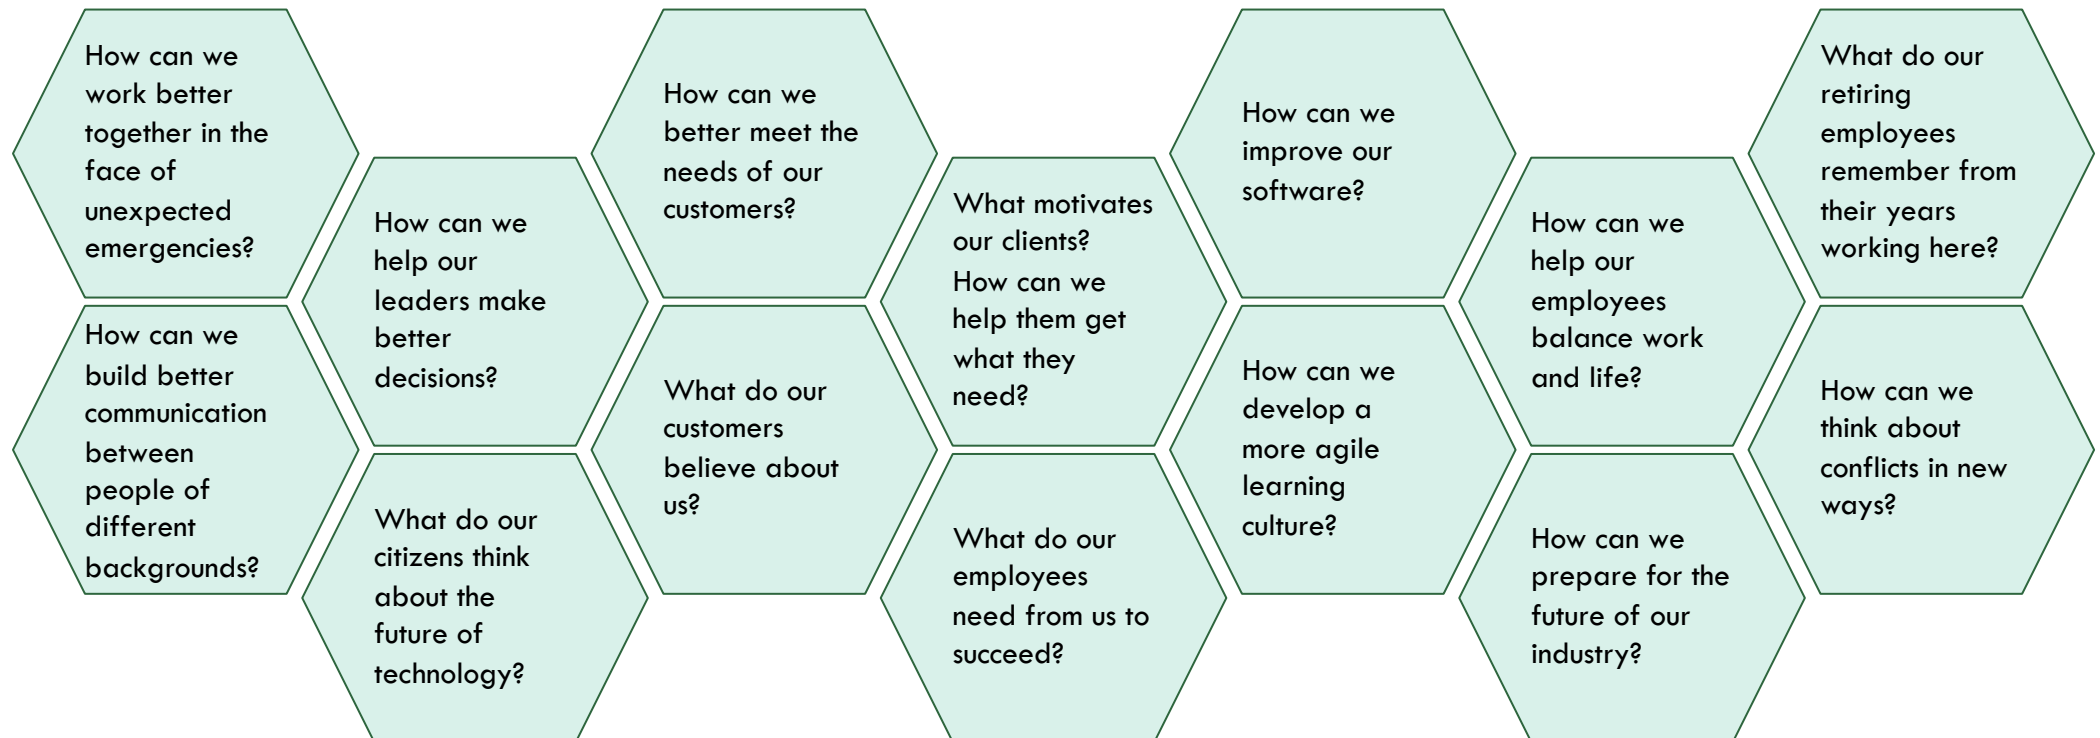 How can we
work better
together in the
face of
unexpected
emergencies?
How can we
build better
communication
between
people of
different
backgrounds?
How can we
help our
leaders make
better
decisions?
What do our
citizens think
about the
future of
technology?
How can we
better meet the
needs of our
customers?
What do our
customers
believe about
us?
What motivates
our clients?
How can we
help them get
what they
need?
What do our
employees
need from us to
succeed?
How can we
improve our
software?
How can we
develop a
more agile
learning
culture?
How can we
help our
employees
balance work
and life?
How can we
prepare for the
future of our
industry?
What do our
retiring
employees
remember from
their years
working here?
How can we
think about
conflicts in new
ways?